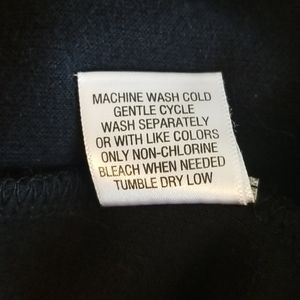 MACHINE WASH COLD
GENTLE CYCLE
WASH SEPARATELY
OR WITH LIKE COLORS
ONLY NON-CHLORINE
BLEACH WHEN NEEDED
TUMBLE DRY LOW